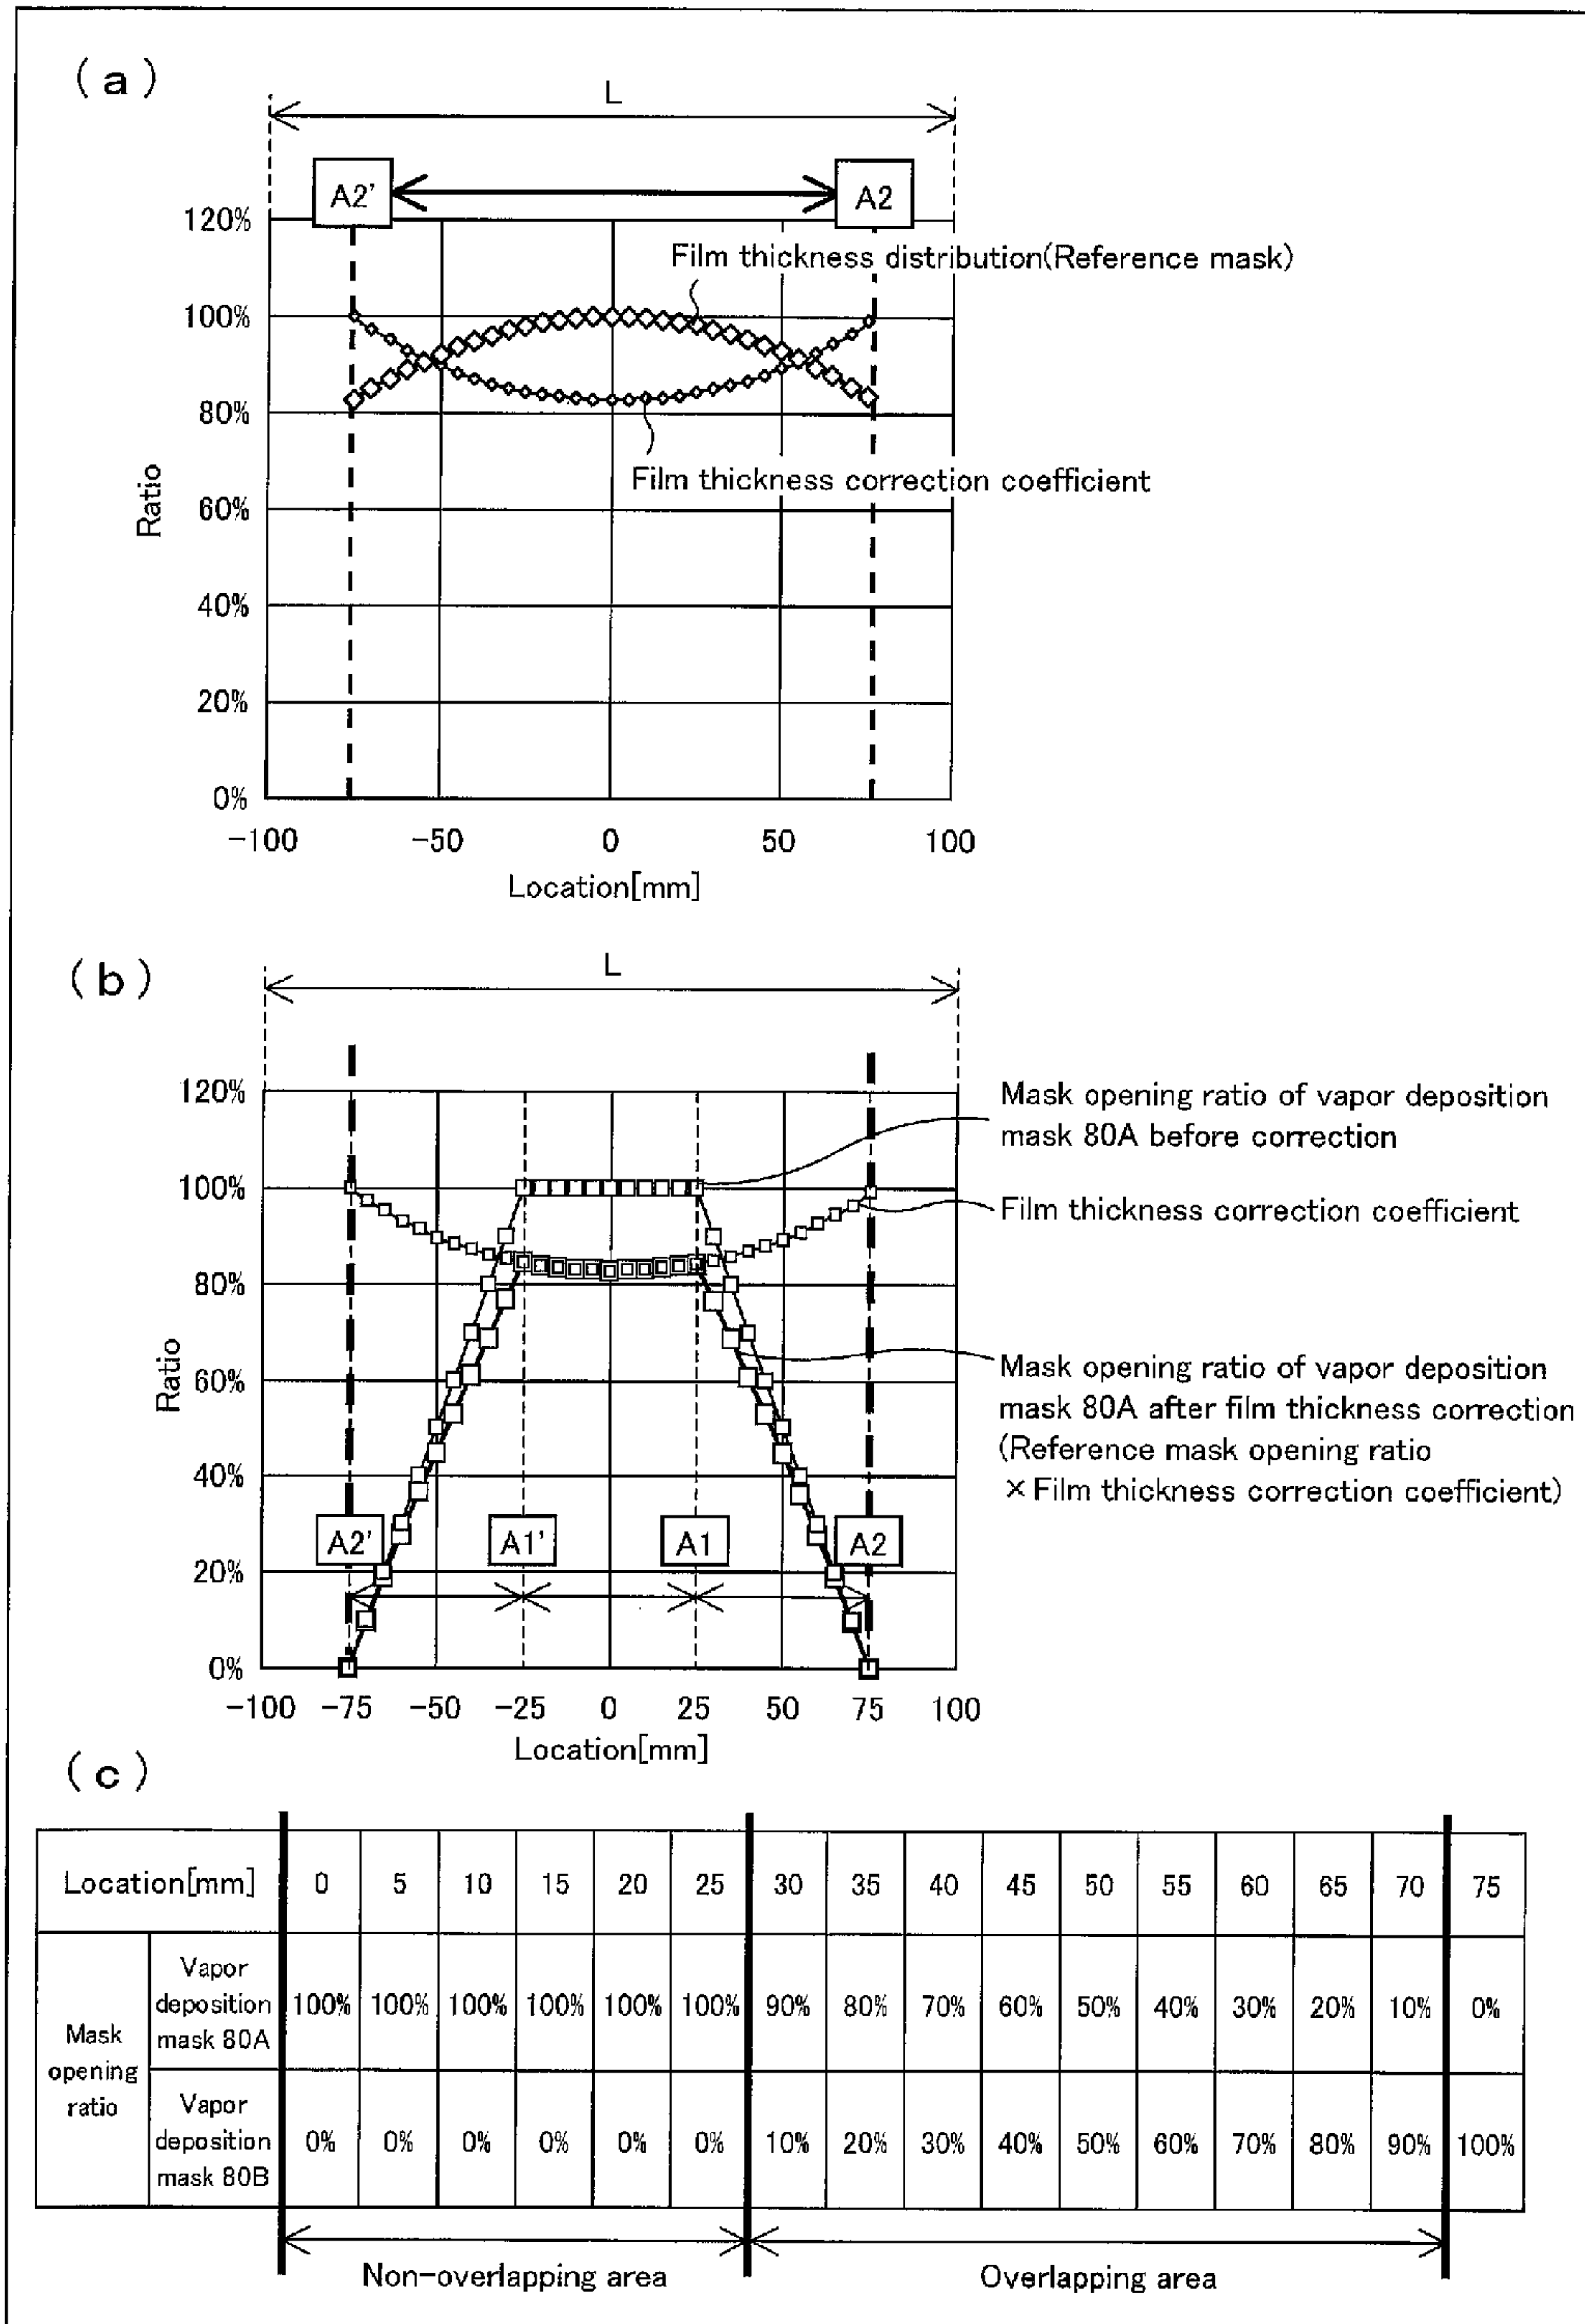 (a)
L
A2'
A2
120%
100%
80%
60%
40%
20%
0%
Ratio
Film thickness distribution(Reference mask)
Film thickness correction coefficient
-100
-50
0
50
100
Location[mm]
(b)
L
120%
100%
80%
60%
40%
20%
0%
Ratio
Mask opening ratio of vapor deposition
mask 80A before correction
Film thickness correction coefficient
Mask opening ratio of vapor deposition
mask 80A after film thickness correction
(Reference mask opening ratio
×Film thickness correction coefficient)
A2'
A1'
A1
A2
-100
-75
-50
-25
0
25
50
75
100
Location[mm]
(c)
Location[mm] 0 5 10 15 20 25 30 35 40 45 50 55 60 65 70 75
Mask
opening
ratio
Vapor
deposition
mask 80A
100% 100% 100% 100% 100% 100% 90% 80% 70% 60% 50% 40% 30% 20% 10% 0%
Vapor
deposition
mask 80B
0% 0% 0% 0% 0% 0% 10% 20% 30% 40% 50% 60% 70% 80% 90% 100%
Non-overlapping area
Overlapping area